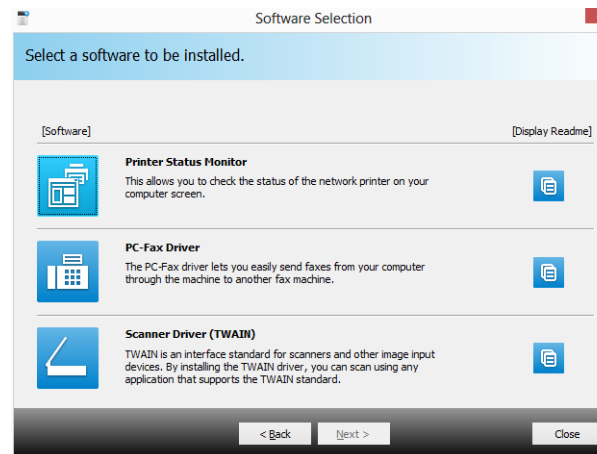 Software Selection
Select a software to be installed.
[Software] [Display Readme]
Printer Status Monitor
This allows you to check the status of the network printer on your
computer screen.
PC-Fax Driver
The PC-Fax driver lets you easily send faxes from your computer
through the machine to another fax machine.
Scanner Driver (TWAIN)
TWAIN is an interface standard for scanners and other image input
devices. By installing the TWAIN driver, you can scan using any
application that supports the TWAIN standard.
< Back Next > Close